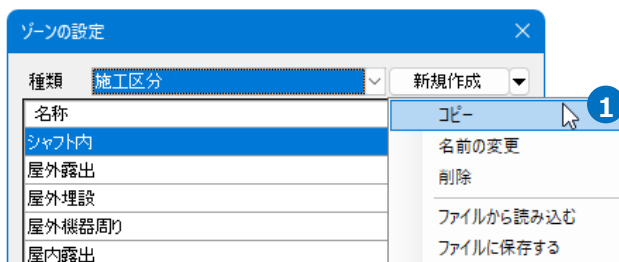 ゾーンの設定
種類 施工区分 新規作成
名称
シャフト内
屋外露出
屋外埋設
屋外機器周り
屋内露出
コピー
1
名前の変更
削除
ファイルから読み込む
ファイルに保存する